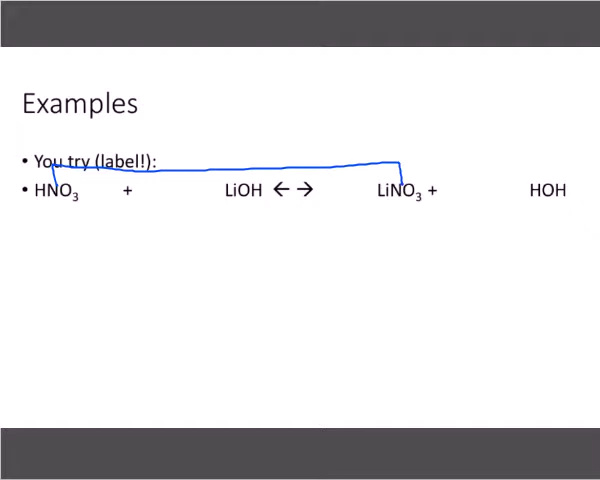 Examples
• You try (label!):
• HNO₃ + LiOH ← → LiNO₃ + HOH